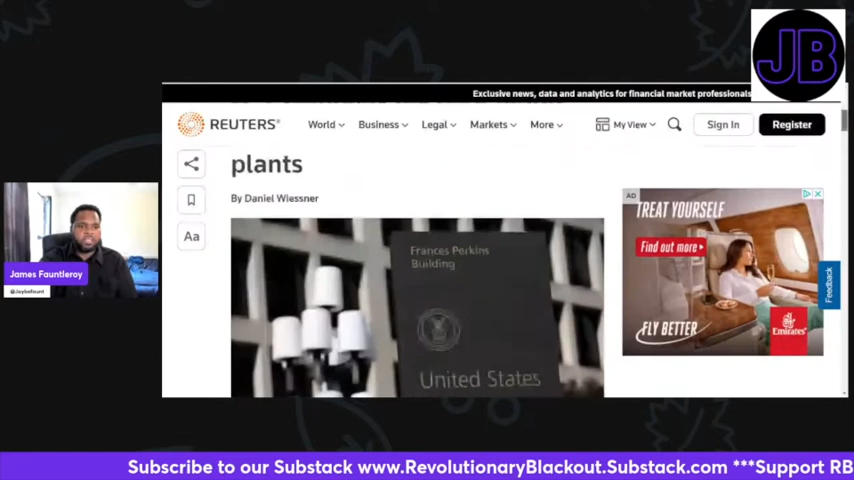 JB
Exclusive news, data and analytics for financial market professionals
REUTERS®
World
Business
Legal
Markets
More
My View
Sign In
Register
plants
By Daniel Wiessner
Aa
Frances Perkins
Building
United States
AD
TREAT YOURSELF
Find out more
FLY BETTER
Emirates
Feedback
James Fauntleroy
@Jaybefaunt
Subscribe to our Substack www.RevolutionaryBlackout.Substack.com ***Support RB